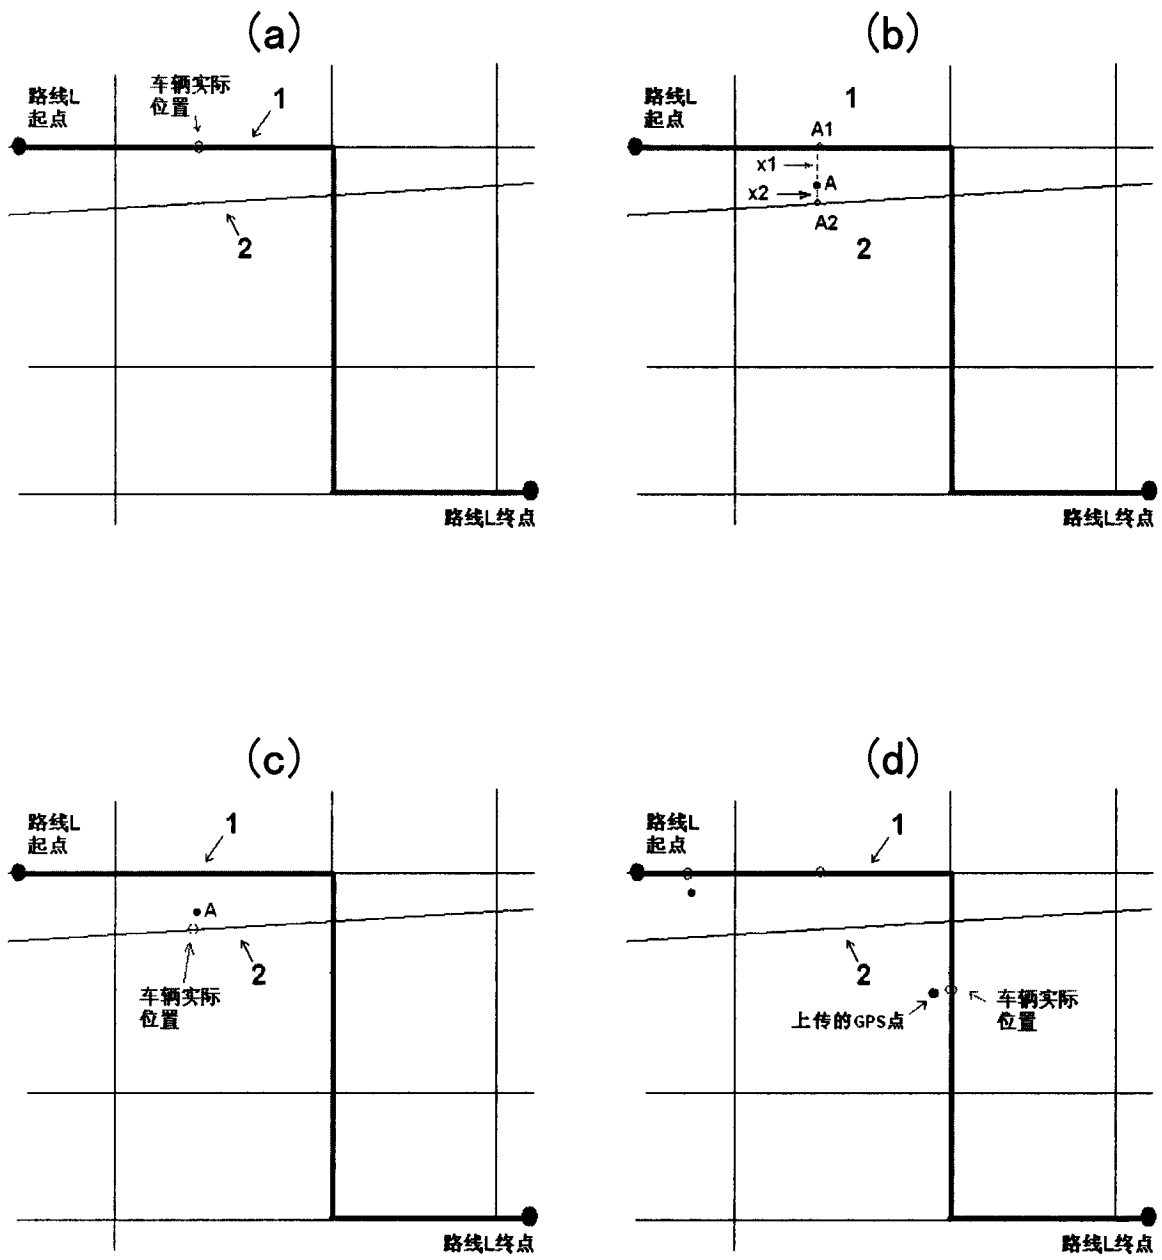 (a)
路线L
起点
车辆实际
位置
1
2
路线L终点
(b)
路线L
起点
1
A1
x1
A
x2
A2
2
路线L终点
(c)
路线L
起点
1
A
2
车辆实际
位置
路线L终点
(d)
路线L
起点
1
2
上传的GPS点
车辆实际
位置
路线L终点